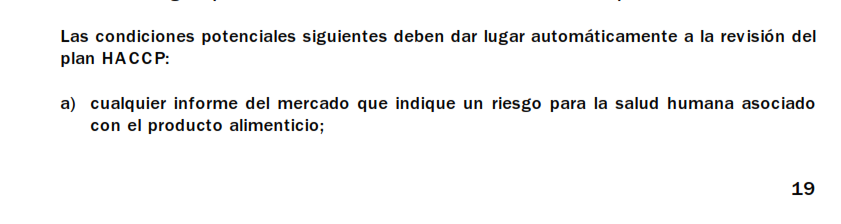 Las condiciones potenciales siguientes deben dar lugar automáticamente a la revisión del
plan HACCP:
a) cualquier informe del mercado que indique un riesgo para la salud humana asociado
con el producto alimenticio;
19